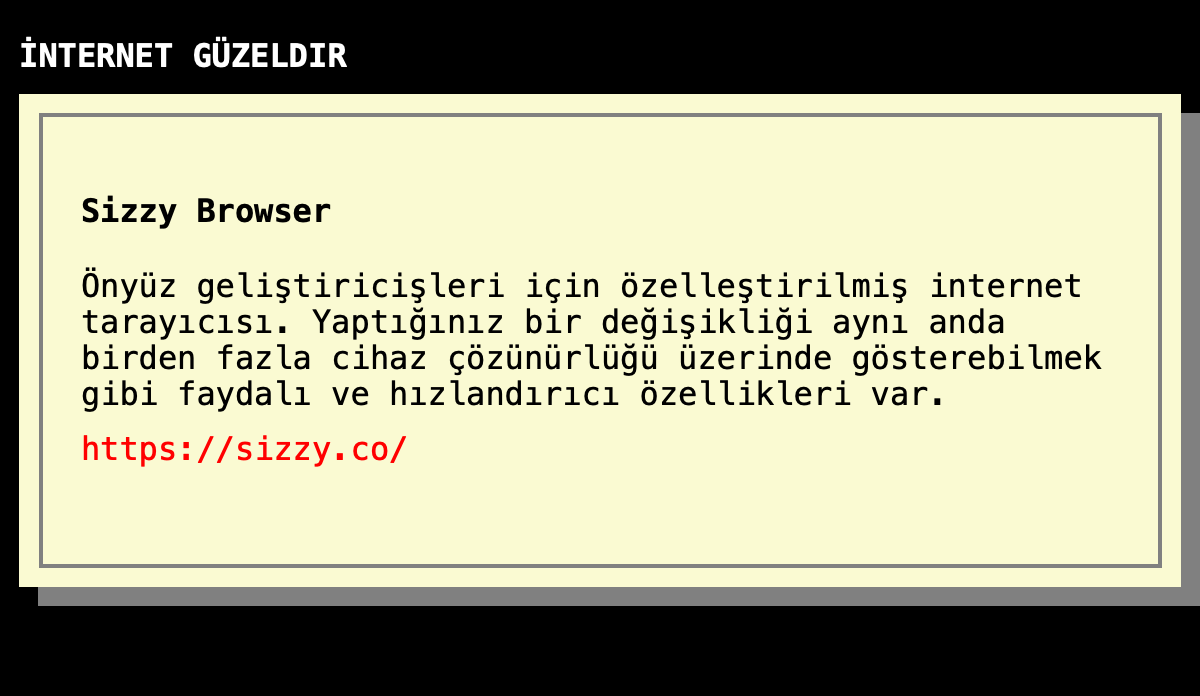 İNTERNET GÜZELDIR
Sizzy Browser
Önyüz geliştiricişleri için özelleştirilmiş internet
tarayıcısı. Yaptığınız bir değişikliği aynı anda
birden fazla cihaz çözünürlüğü üzerinde gösterebilmek
gibi faydalı ve hızlandırıcı özellikleri var.
https://sizzy.co/